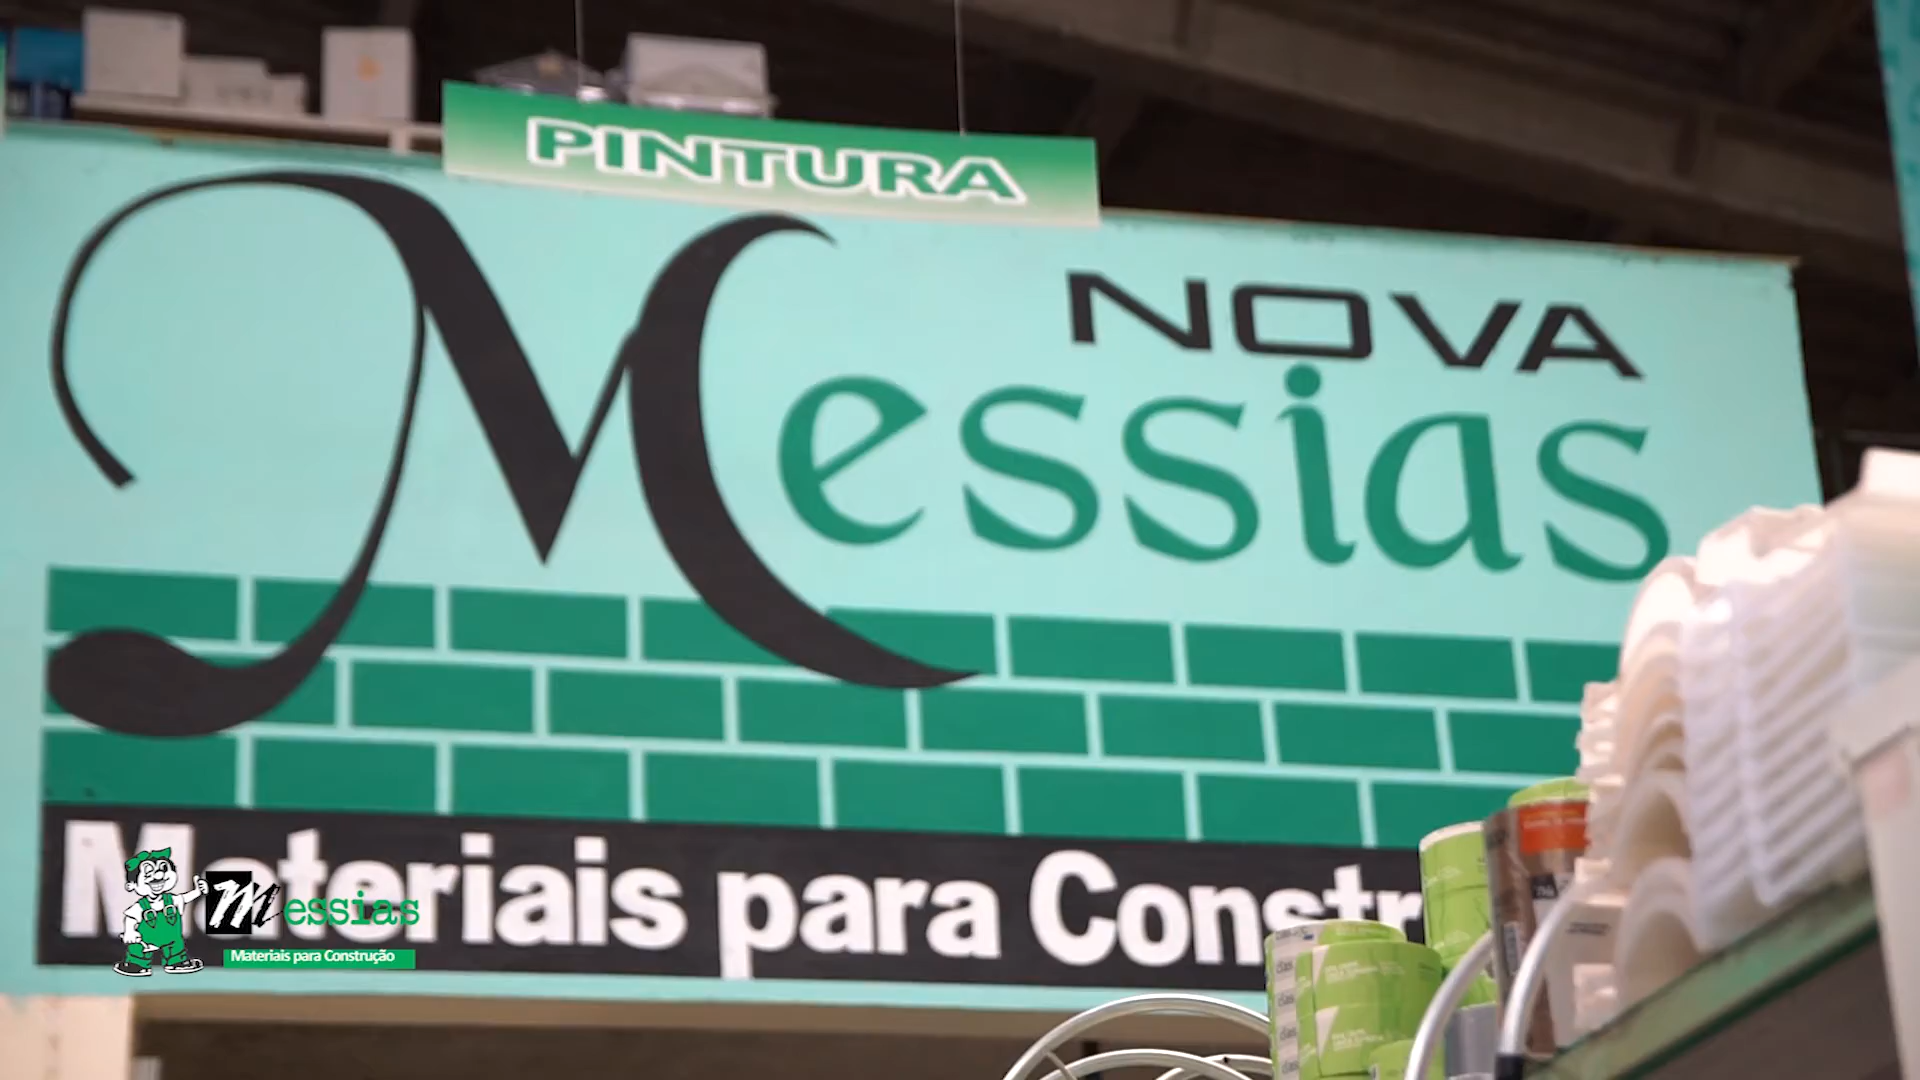 PINTURA
NOVA
Messias
Materiais para Constr
Messias
Materiais para Construção